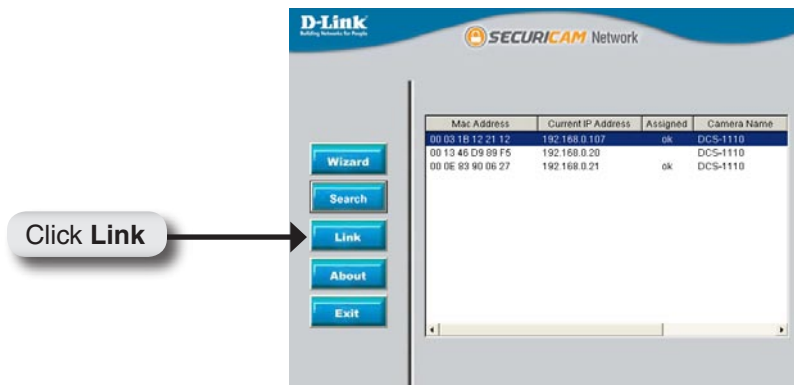 D-Link
Building Networks for People
SECURICAM Network
Mac Address Current IP Address Assigned Camera Name
00 03 1B 12 21 12 192.168.0.107 ok DCS-1110
00 13 46 D9 89 F5 192.168.0.20 DCS-1110
00 0E 83 90 06 27 192.168.0.21 ok DCS-1110
Wizard
Search
Link
About
Exit
Click Link